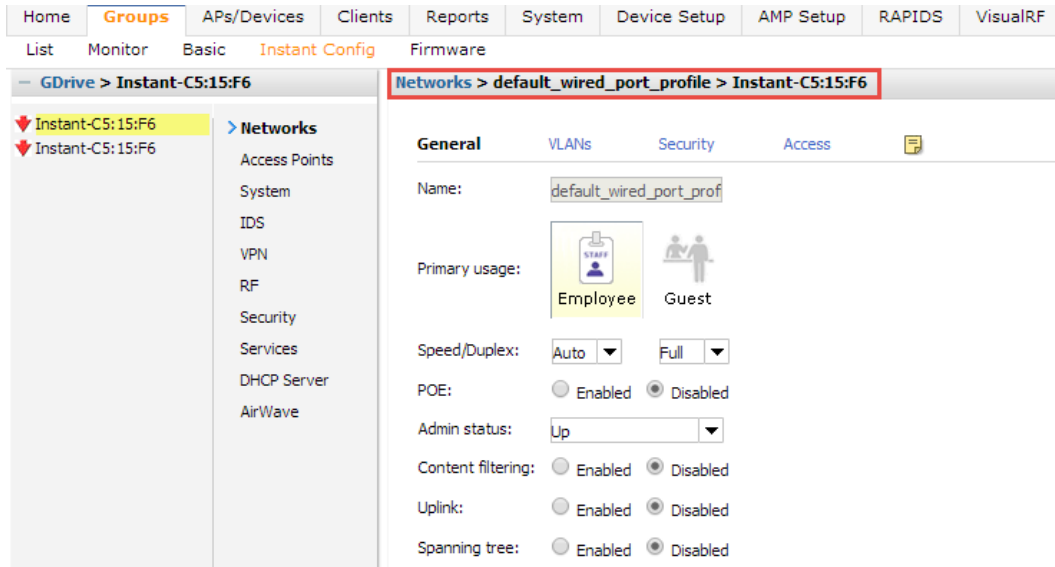 Home Groups APs/Devices Clients Reports System Device Setup AMP Setup RAPIDS VisualRF
List Monitor Basic Instant Config Firmware
− GDrive > Instant-C5:15:F6
Networks > default_wired_port_profile > Instant-C5:15:F6
Instant-C5:15:F6
Instant-C5:15:F6
> Networks
Access Points
System
IDS
VPN
RF
Security
Services
DHCP Server
AirWave
General VLANs Security Access
Name: default_wired_port_prof
Primary usage:
STAFF
Employee Guest
Speed/Duplex: Auto Full
POE: Enabled Disabled
Admin status: Up
Content filtering: Enabled Disabled
Uplink: Enabled Disabled
Spanning tree: Enabled Disabled